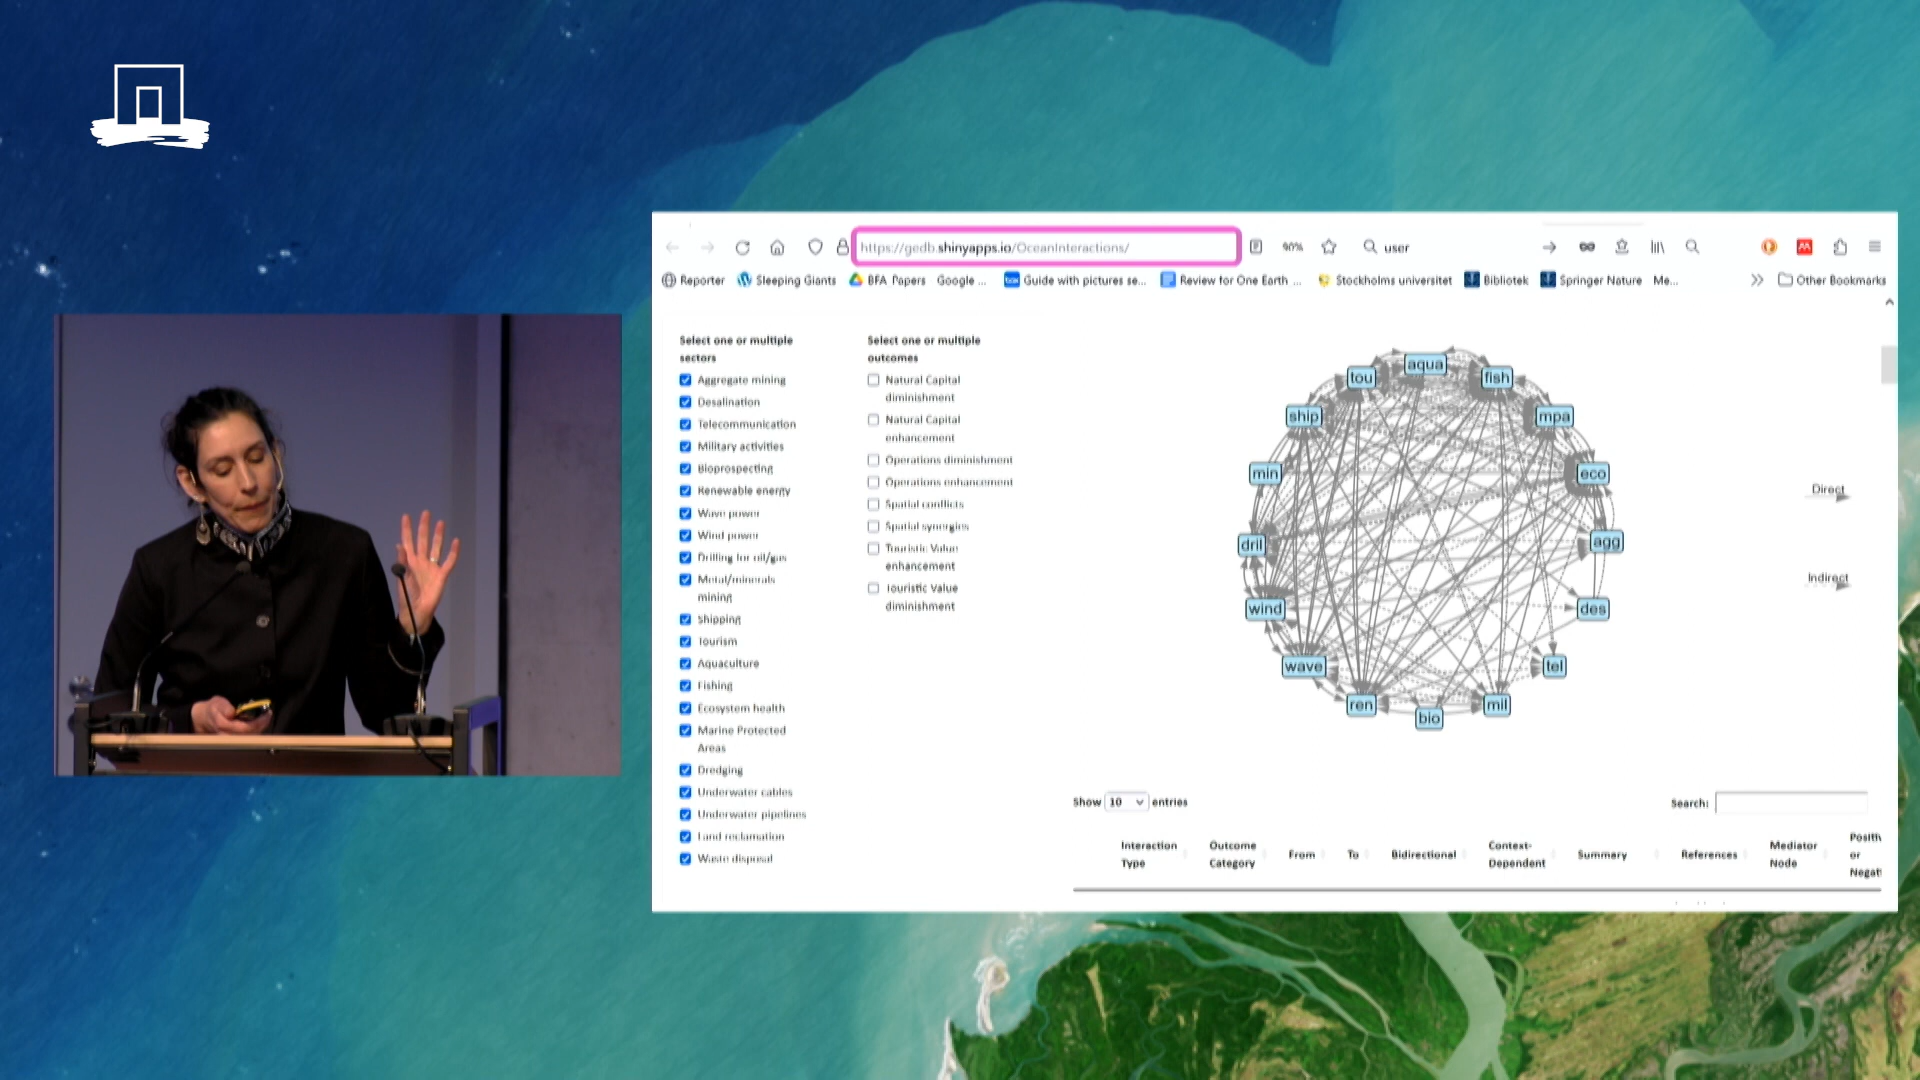 https://gedb.shinyapps.io/OceanInteractions/
90%
user
Reporter
Sleeping Giants
BFA Papers
Google ...
Guide with pictures se...
Review for One Earth ...
Stockholms universitet
Bibliotek
Springer Nature
Me...
Other Bookmarks
Select one or multiple
sectors
Aggregate mining
Desalination
Telecommunication
Military activities
Bioprospecting
Renewable energy
Wave power
Wind power
Drilling for oil/gas
Metal/minerals
mining
Shipping
Tourism
Aquaculture
Fishing
Ecosystem health
Marine Protected
Areas
Dredging
Underwater cables
Underwater pipelines
Land reclamation
Waste disposal
Select one or multiple
outcomes
Natural Capital
diminishment
Natural Capital
enhancement
Operations diminishment
Operations enhancement
Spatial conflicts
Spatial synergies
Touristic Value
enhancement
Touristic Value
diminishment
aqua
fish
mpa
eco
agg
des
tel
mil
bio
ren
wave
wind
dril
min
ship
tou
Direct
Indirect
Show 10 entries
Search:
Interaction
Type
Outcome
Category
From
To
Bidirectional
Context-
Dependent
Summary
References
Mediator
Node
Positiv
or
Negati